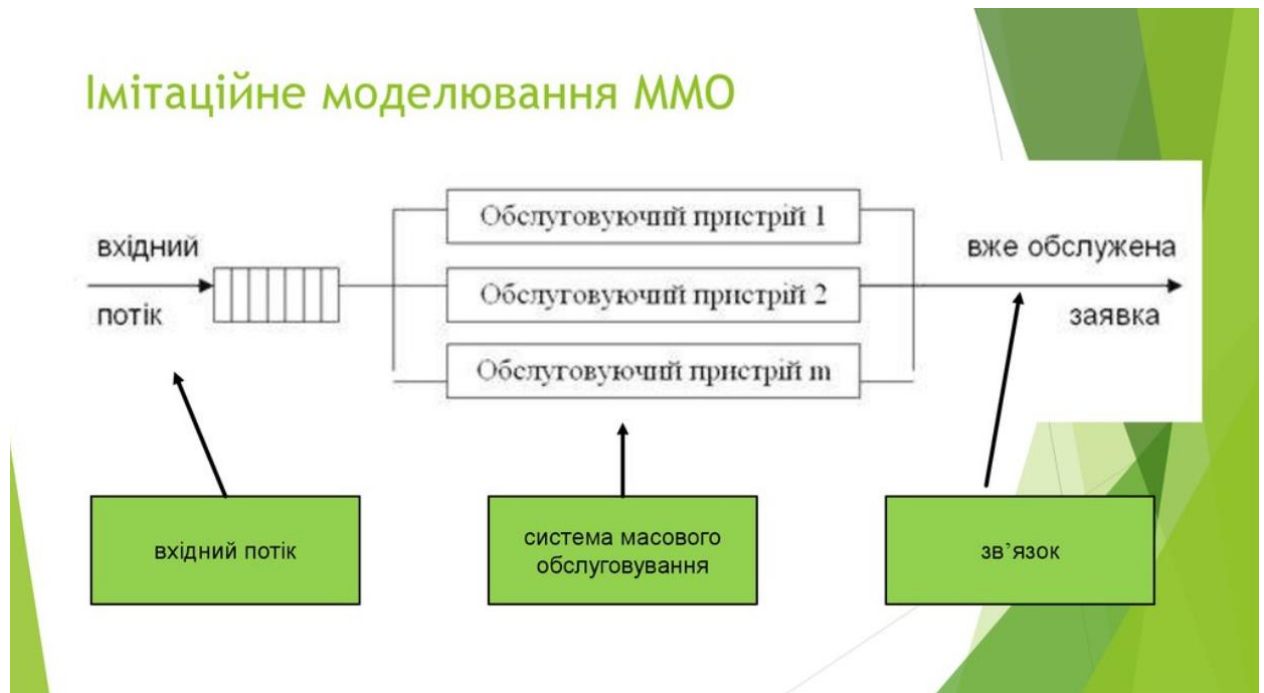 Імітаційне моделювання ММО
вхідний
потік
Обслуговуючий пристрій 1
Обслуговуючий пристрій 2
Обслуговуючий пристрій m
вже обслужена
заявка
вхідний потік
система масового
обслуговування
зв’язок